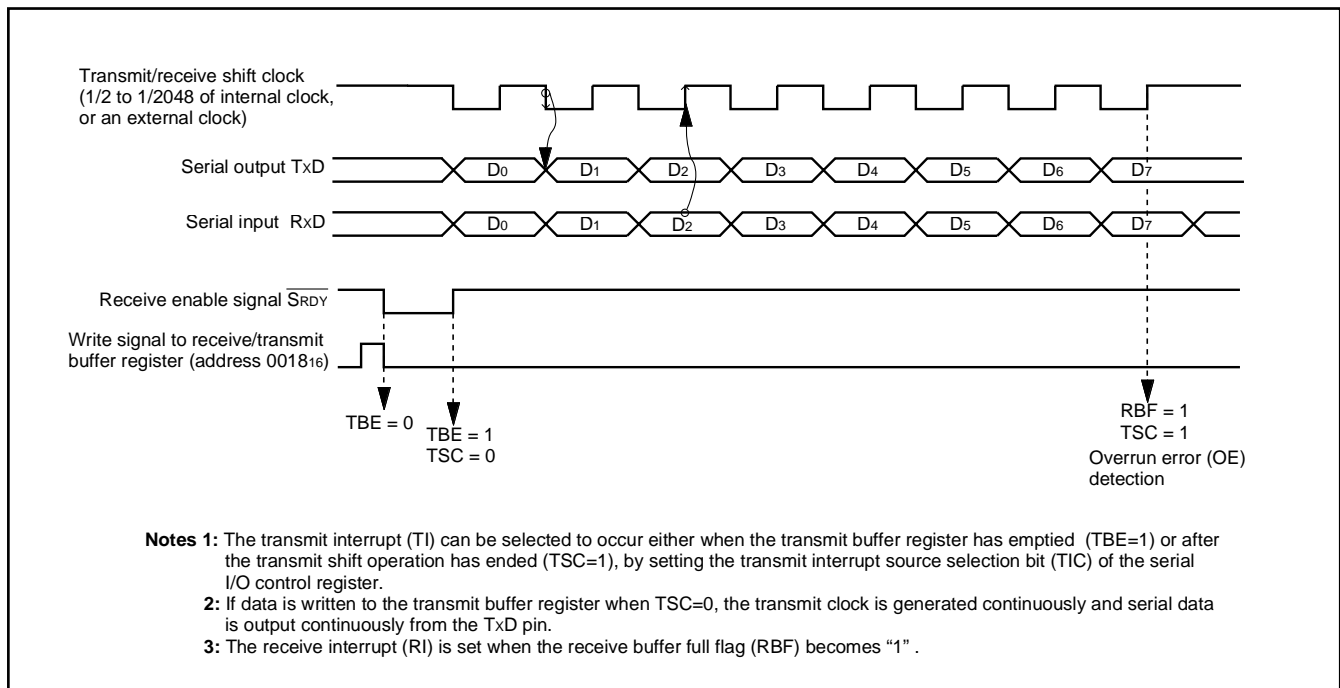 Transmit/receive shift clock
(1/2 to 1/2048 of internal clock,
or an external clock)
Serial output TxD
D0 D1 D2 D3 D4 D5 D6 D7
Serial input RxD
D0 D1 D2 D3 D4 D5 D6 D7
Receive enable signal SRDY
Write signal to receive/transmit
buffer register (address 001816)
TBE = 0
TBE = 1
TSC = 0
RBF = 1
TSC = 1
Overrun error (OE)
detection
Notes 1: The transmit interrupt (TI) can be selected to occur either when the transmit buffer register has emptied (TBE=1) or after
the transmit shift operation has ended (TSC=1), by setting the transmit interrupt source selection bit (TIC) of the serial
I/O control register.
2: If data is written to the transmit buffer register when TSC=0, the transmit clock is generated continuously and serial data
is output continuously from the TxD pin.
3: The receive interrupt (RI) is set when the receive buffer full flag (RBF) becomes “1” .